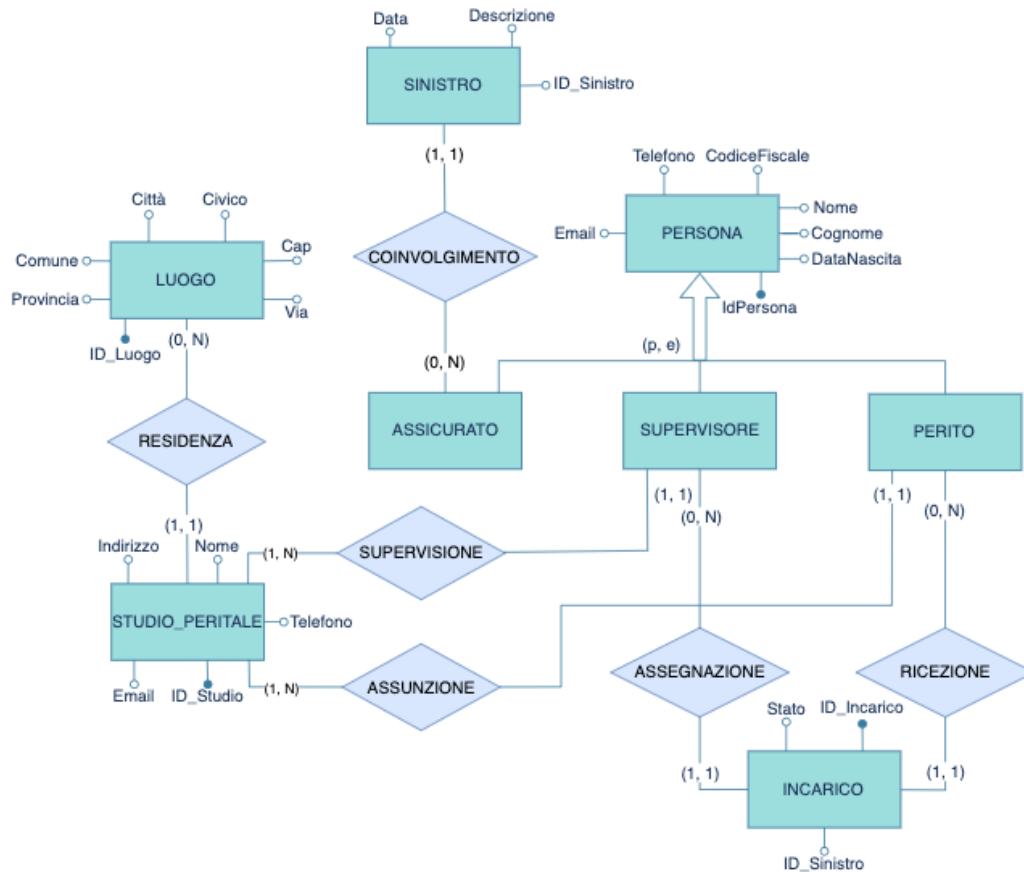 Data
Descrizione
SINISTRO
ID_Sinistro
(1, 1)
COINVOLGIMENTO
(0, N)
ASSICURATO
Telefono
CodiceFiscale
Email
PERSONA
Nome
Cognome
DataNascita
IdPersona
(p, e)
Città
Civico
Comune
Cap
LUOGO
Provincia
Via
ID_Luogo
(0, N)
RESIDENZA
(1, 1)
SUPERVISORE
PERITO
(1, 1)
(0, N)
(1, 1)
(0, N)
Indirizzo
Nome
(1, N)
SUPERVISIONE
STUDIO_PERITALE
Telefono
Email
ID_Studio
(1, N)
ASSUNZIONE
ASSEGNAZIONE
RICEZIONE
Stato
ID_Incarico
(1, 1)
INCARICO
(1, 1)
ID_Sinistro